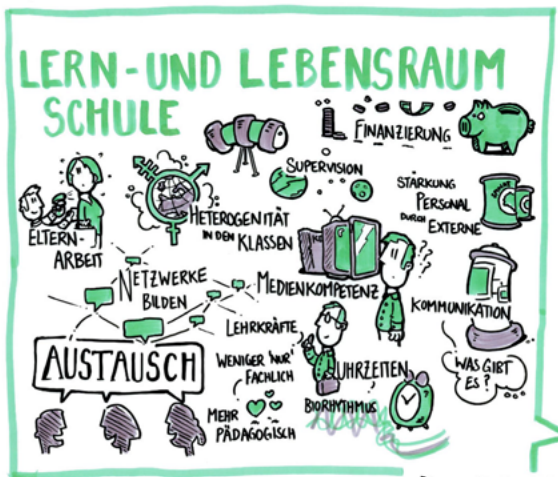 LERN-UND LEBENSRAUM
SCHULE
FINANZIERUNG
SUPERVISION
STÄRKUNG
PERSONAL
DURCH EXTERNE
HETEROGENITÄT
IN DEN KLASSEN
ELTERN-
ARBEIT
NETZWERKE
BILDEN
MEDIENKOMPETENZ
KOMMUNIKATION
LEHRKRÄFTE
WENIGER "NUR"
FACHLICH
MEHR
PÄDAGOGISCH
UHRZEITEN
BIORHYTHMUS
WAS GIBT
ES?
AUSTAUSCH